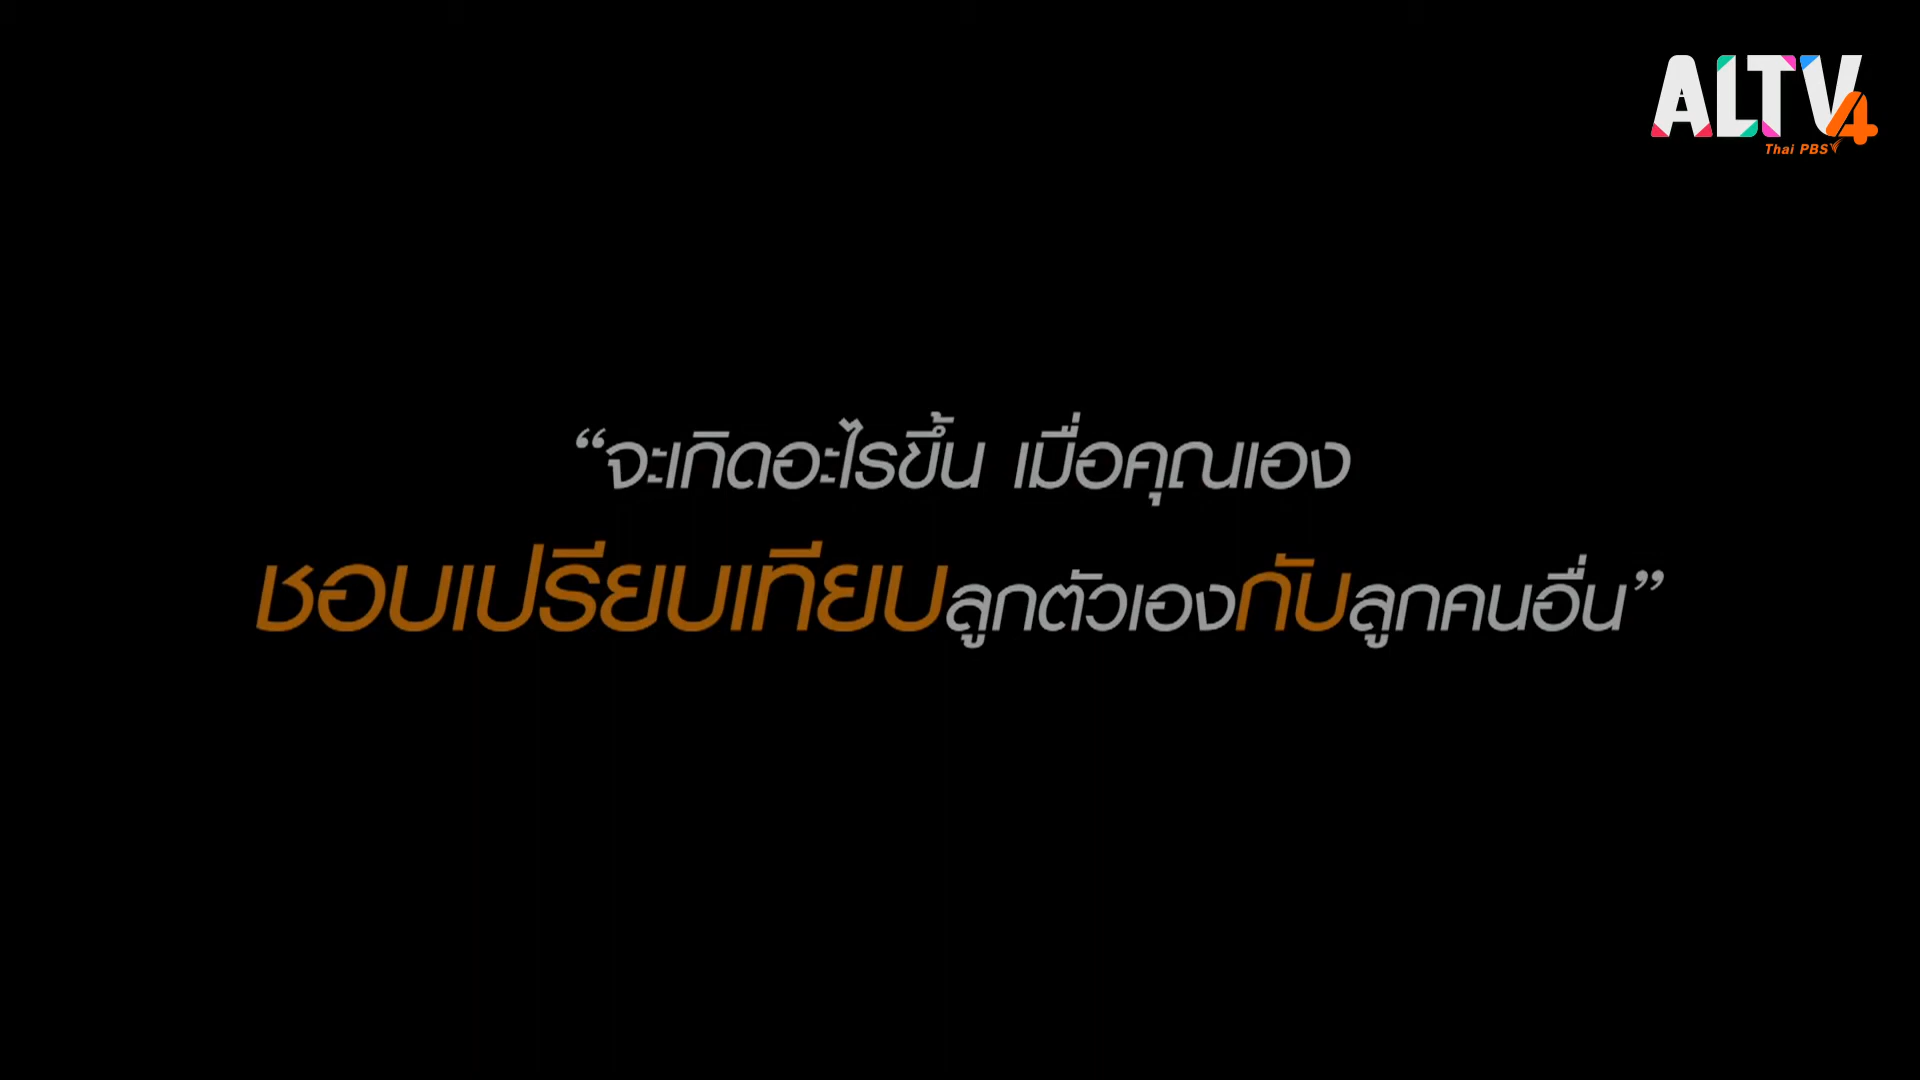 ALTV4
Thai PBS
“จะเกิดอะไรขึ้น เมื่อคุณเอง
ชอบเปรียบเทียบลูกตัวเองกับลูกคนอื่น”